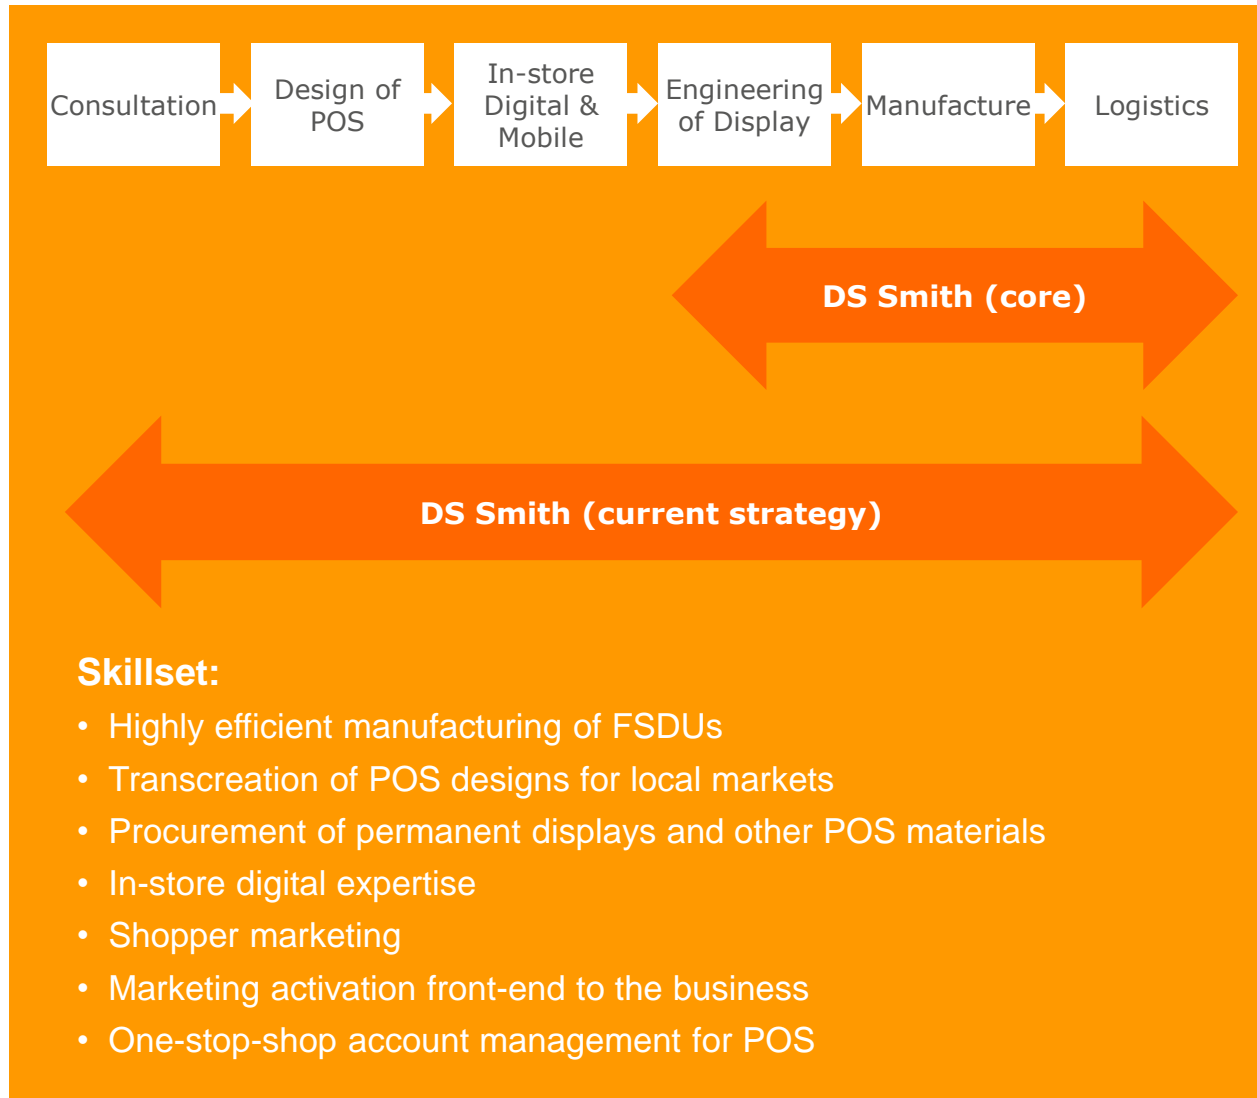 Consultation
Design of
POS
In-store
Digital &
Mobile
Engineering
of Display
Manufacture
Logistics
DS Smith (core)
DS Smith (current strategy)
Skillset:
• Highly efficient manufacturing of FSDUs
• Transcreation of POS designs for local markets
• Procurement of permanent displays and other POS materials
• In-store digital expertise
• Shopper marketing
• Marketing activation front-end to the business
• One-stop-shop account management for POS